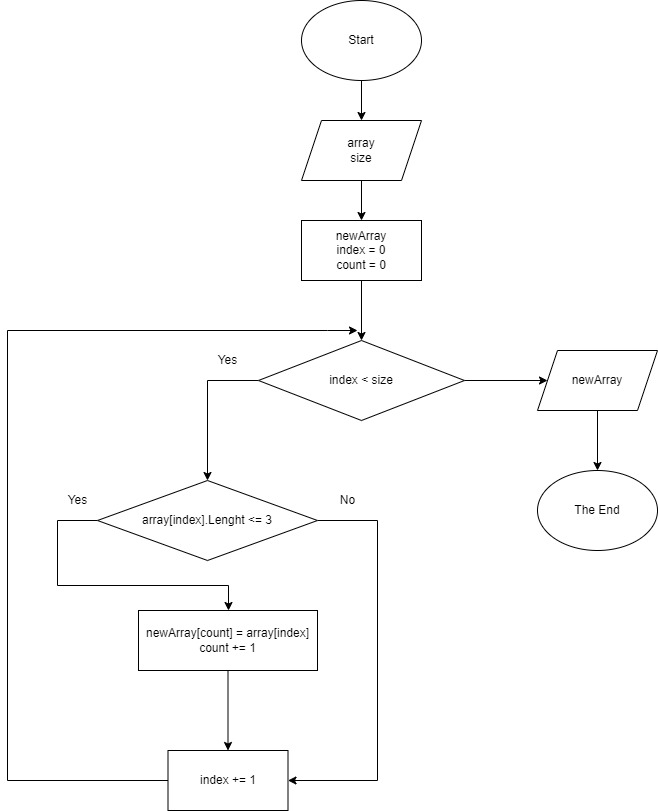 Start
array
size
newArray
index = 0
count = 0
Yes
index < size
newArray
Yes
array[index].Lenght <= 3
No
The End
newArray[count] = array[index]
count += 1
index += 1